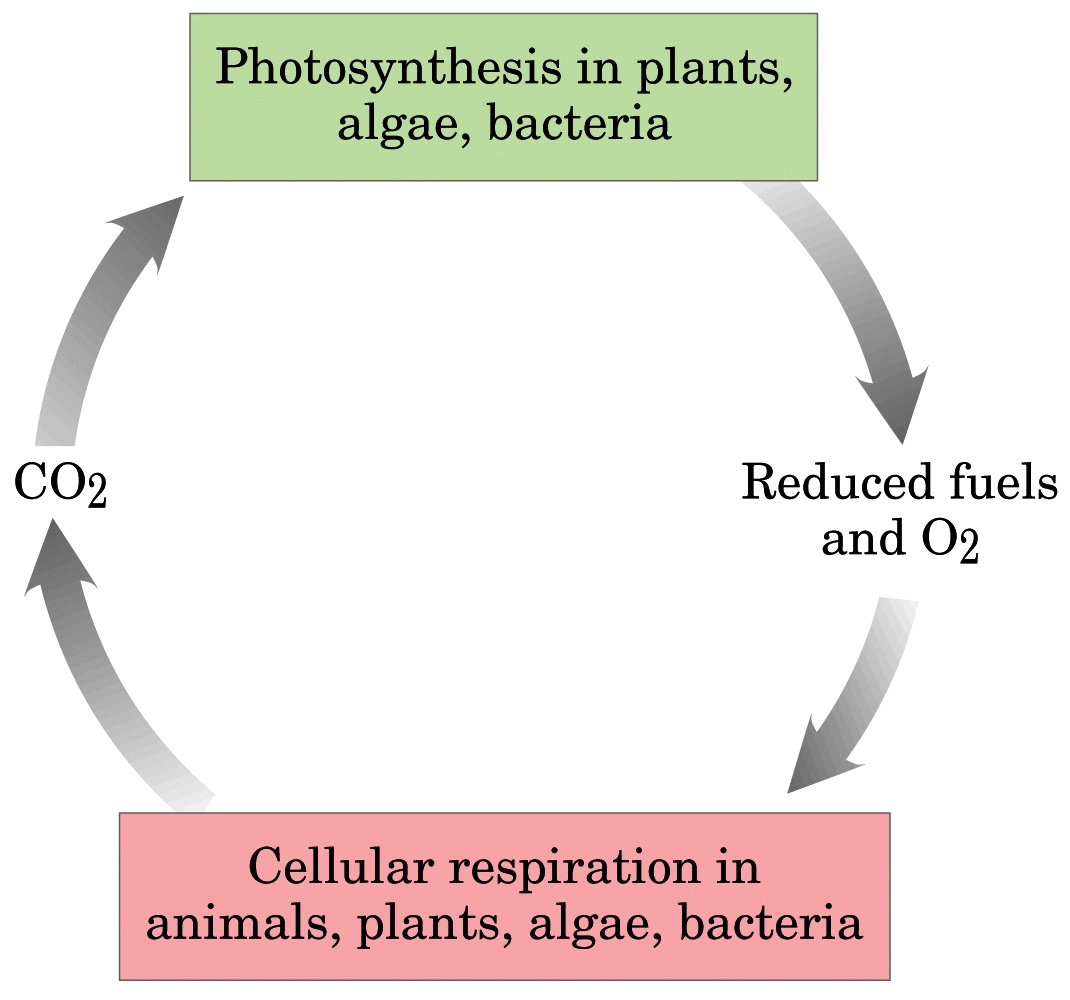 Photosynthesis in plants,
algae, bacteria
CO₂
Reduced fuels
and O₂
Cellular respiration in
animals, plants, algae, bacteria